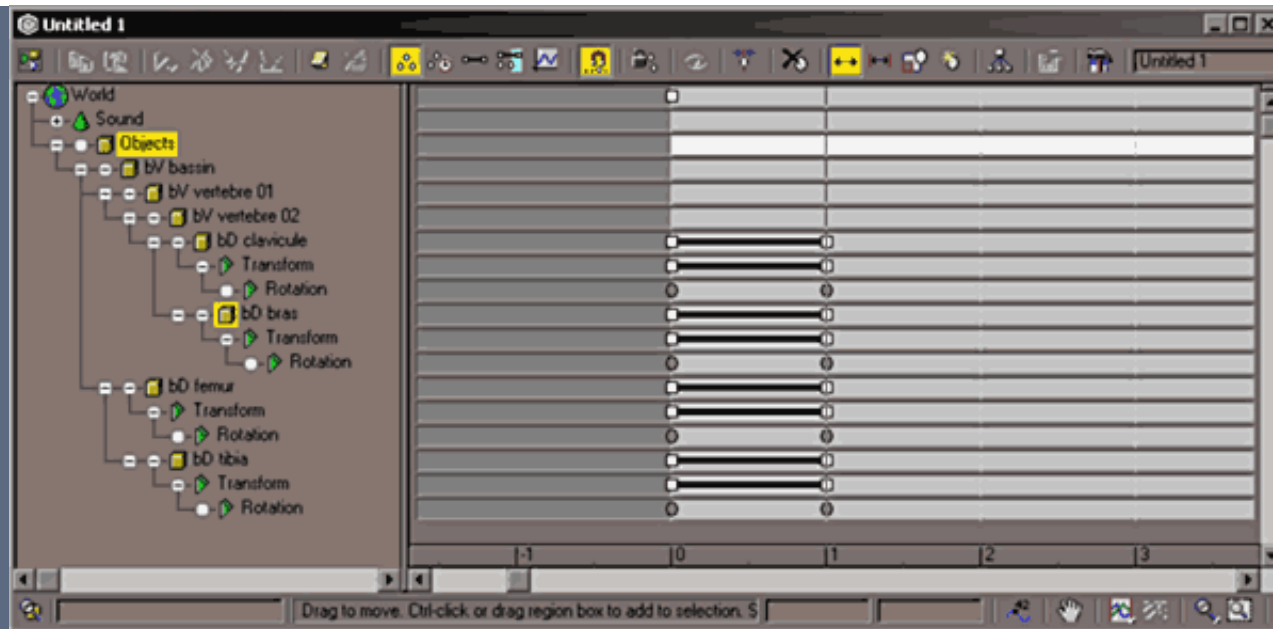 Untitled 1
Untitled 1
World
Sound
Objects
bV bassin
bV vertebre 01
bV vertebre 02
bD clavicule
Transform
Rotation
bD bras
Transform
Rotation
bD femur
Transform
Rotation
bD tibia
Transform
Rotation
-1 0 1 2 3
Drag to move. Ctrl-click or drag region box to add to selection. S